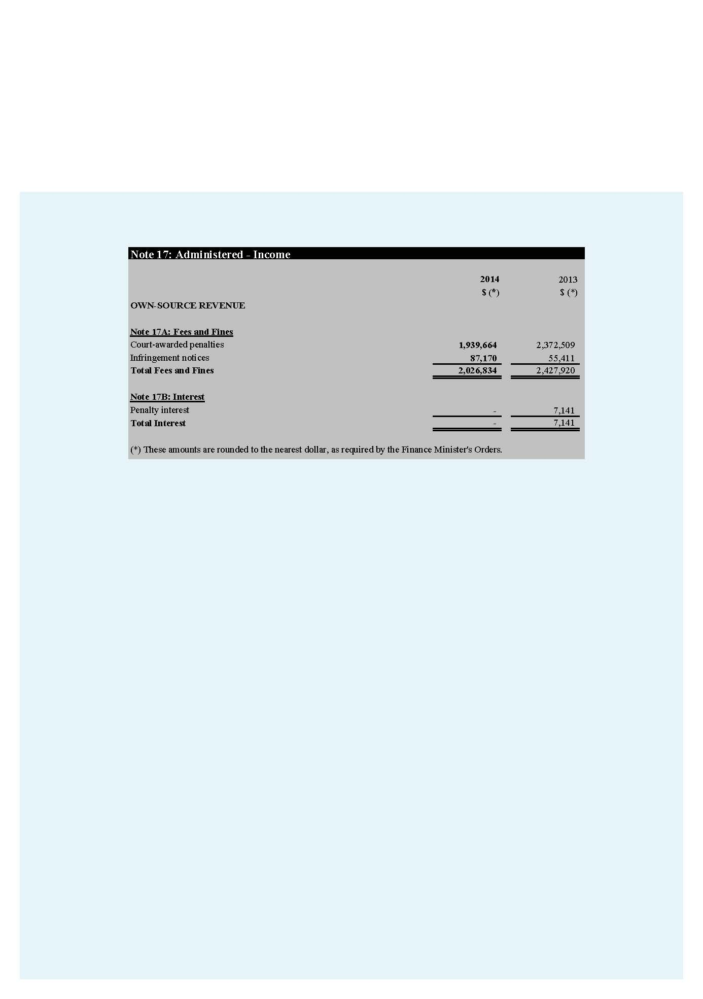 Note 17: Administered - Income
2014 2013
$ (*) $ (*)
OWN-SOURCE REVENUE
Note 17A: Fees and Fines
Court-awarded penalties 1,939,664 2,372,509
Infringement notices 87,170 55,411
Total Fees and Fines 2,026,834 2,427,920
Note 17B: Interest
Penalty interest - 7,141
Total Interest - 7,141
(*) These amounts are rounded to the nearest dollar, as required by the Finance Minister's Orders.